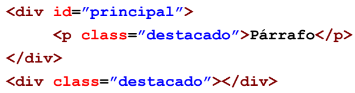 <div id=”principal”>
<p class=”destacado”>Párrafo</p>
</div>
<div class=”destacado”></div>